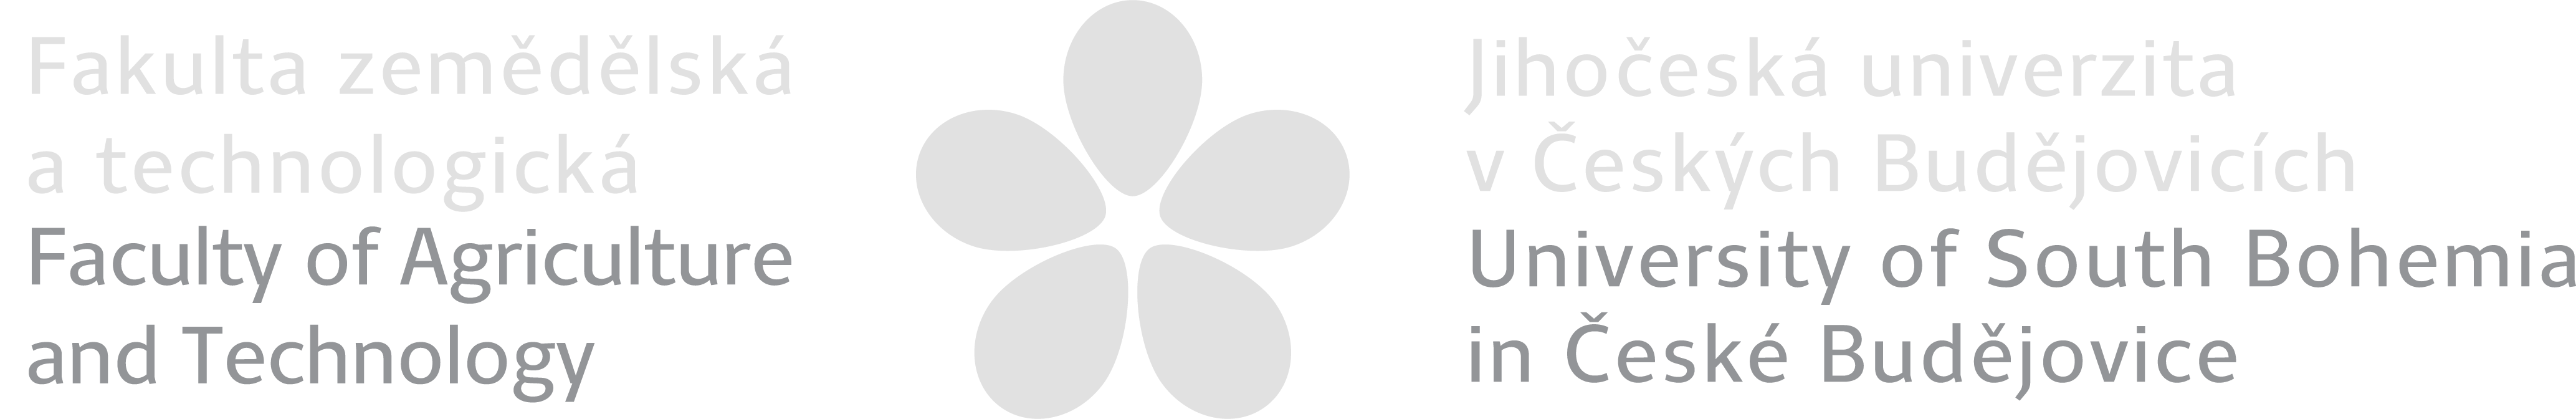 Fakulta zemědělská
a technologická
Faculty of Agriculture
and Technology
Jihočeská univerzita
v Českých Budějovicích
University of South Bohemia
in České Budějovice